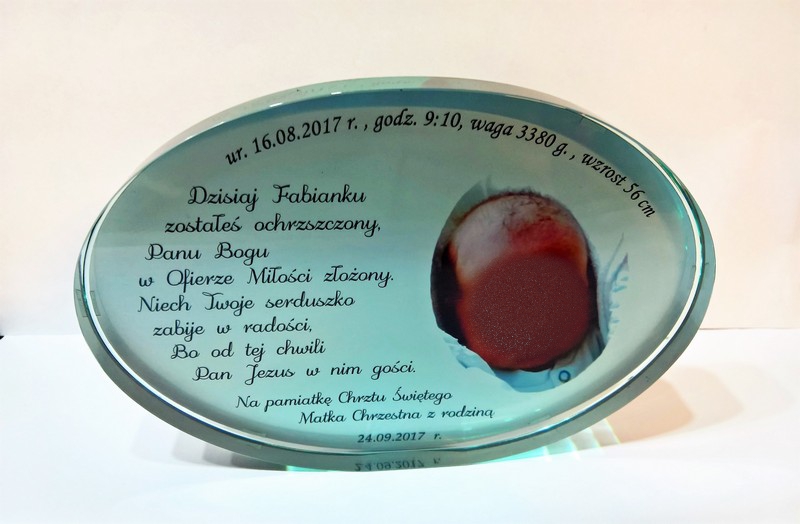 ur. 16.08.2017 r. , godz. 9:10, waga 3380 g. , wzrost 56 cm
Dzisiaj Fabianku
zostałeś ochrzszczony,
Panu Bogu
w Ofierze Miłości złożony.
Niech Twoje serduszko
zabije w radości,
Bo od tej chwili
Pan Jezus w nim gości.
Na pamiatkę Chrztu Świętego
Matka Chrzestna z rodziną
24.09.2017 r.